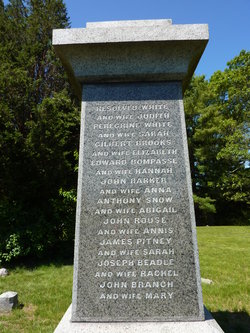 RESOLVED WHITE
AND WIFE JUDITH
PEREGRINE WHITE
AND WIFE SARAH
GILBERT BROOKS
AND WIFE ELIZABETH
EDWARD BOMPASSE
AND WIFE HANNAH
JOHN BARKER
AND WIFE ANNA
ANTHONY SNOW
AND WIFE ABIGAIL
JOHN ROUSE
AND WIFE ANNIS
JAMES PITNEY
AND WIFE SARAH
JOSEPH BEADLE
AND WIFE RACHEL
JOHN BRANCH
AND WIFE MARY